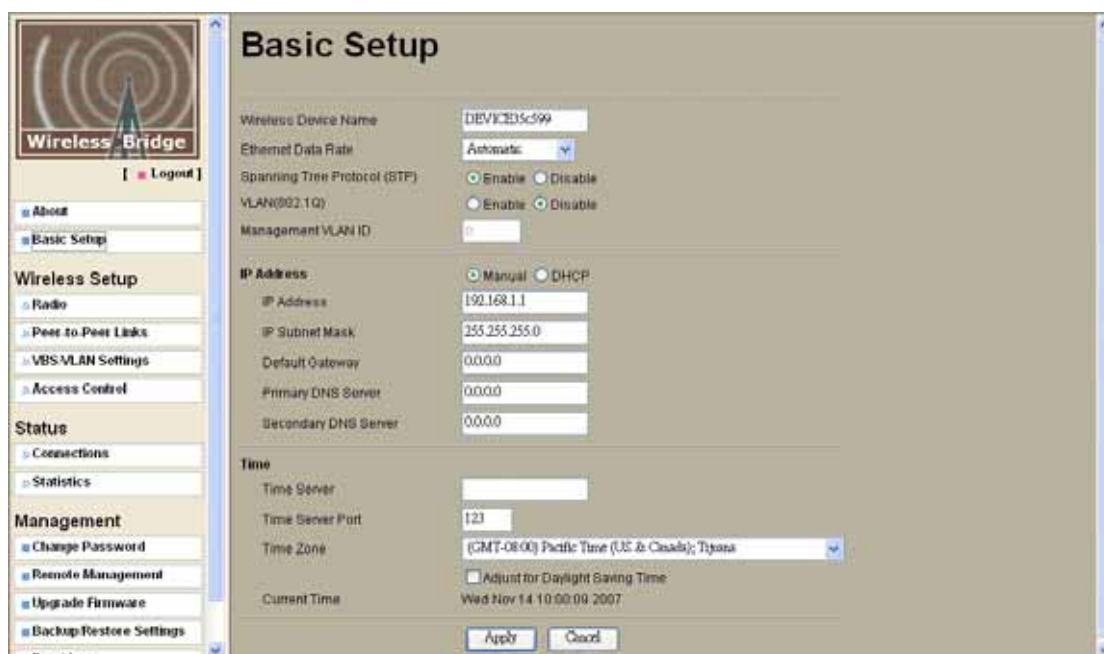 Wireless Bridge
[ Logout ]
About
Basic Setup
Wireless Setup
Radio
Peer-to-Peer Links
VBS/VLAN Settings
Access Control
Status
Connections
Statistics
Management
Change Password
Remote Management
Upgrade Firmware
Backup/Restore Settings
Basic Setup
Wireless Device Name DEVICE35c599
Ethernet Data Rate Automatic
Spanning Tree Protocol (STP) Enable Disable
VLAN(802.1Q) Enable Disable
Management VLAN ID 0
IP Address Manual DHCP
IP Address 192.168.1.1
IP Subnet Mask 255.255.255.0
Default Gateway 0.0.0.0
Primary DNS Server 0.0.0.0
Secondary DNS Server 0.0.0.0
Time
Time Server
Time Server Port 123
Time Zone (GMT-08:00) Pacific Time (US & Canada); Tijuana
Adjust for Daylight Saving Time
Current Time Wed Nov 14 10:00:09 2007
Apply Cancel